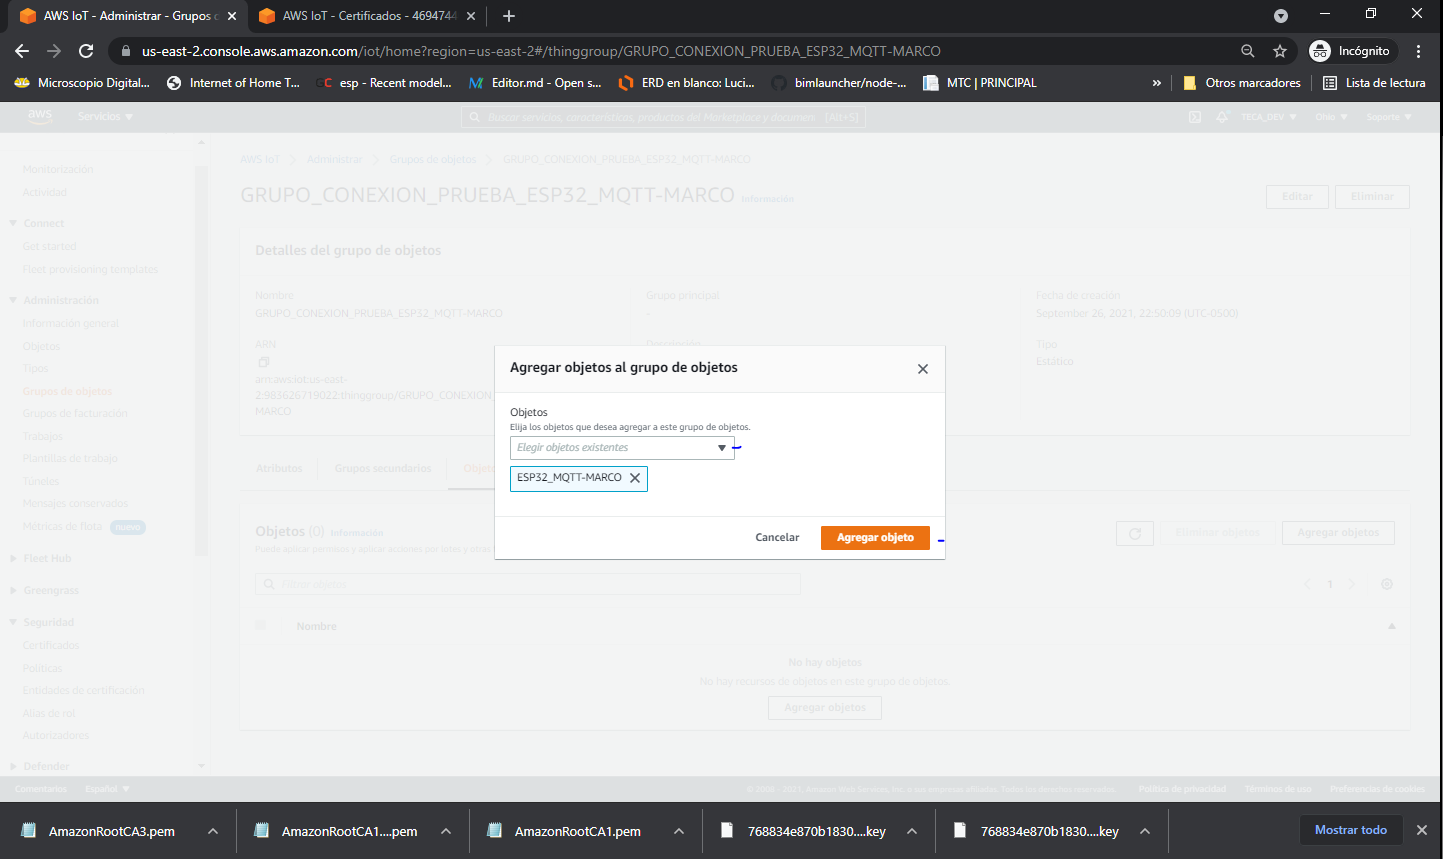 AWS IoT - Administrar - Grupos c
AWS IoT - Certificados - 4694744
us-east-2.console.aws.amazon.com/iot/home?region=us-east-2#/thinggroup/GRUPO_CONEXION_PRUEBA_ESP32_MQTT-MARCO
Incógnito
Microscopio Digital... Internet of Home T... esp - Recent model... Editor.md - Open s... ERD en blanco: Luci... bimlauncher/node-... MTC | PRINCIPAL » Otros marcadores Lista de lectura
aws Servicios Buscar servicios, características, productos del Marketplace y documen [Alt+S] TECA_DEV Ohio Soporte
Monitorización
Actividad
Connect
Get started
Fleet provisioning templates
Administración
Información general
Objetos
Tipos
Grupos de objetos
Grupos de facturación
Trabajos
Plantillas de trabajo
Túneles
Mensajes conservados
Métricas de flota nuevo
Fleet Hub
Greengrass
Seguridad
Certificados
Políticas
Entidades de certificación
Alias de rol
Autorizadores
Defender
AWS IoT > Administrar > Grupos de objetos > GRUPO_CONEXION_PRUEBA_ESP32_MQTT-MARCO
GRUPO_CONEXION_PRUEBA_ESP32_MQTT-MARCO Información
Editar Eliminar
Detalles del grupo de objetos
Nombre
GRUPO_CONEXION_PRUEBA_ESP32_MQTT-MARCO
ARN
arn:aws:iot:us-east-
2:983626719022:thinggroup/GRUPO_CONEXION_
MARCO
Grupo principal
-
Descripción
Fecha de creación
September 26, 2021, 22:50:09 (UTC-0500)
Tipo
Estático
Agregar objetos al grupo de objetos
Objetos
Elija los objetos que desea agregar a este grupo de objetos.
Elegir objetos existentes
ESP32_MQTT-MARCO
Cancelar Agregar objeto
Atributos Grupos secundarios Objetos
Objetos (0) Información
Puede aplicar permisos y aplicar acciones por lotes y otras
Eliminar objetos Agregar objetos
Filtrar objetos
1
Nombre
No hay objetos
No hay recursos de objetos en este grupo de objetos.
Agregar objetos
Comentarios Español © 2008 - 2021, Amazon Web Services, Inc. o sus empresas afiliadas. Todos los derechos reservados. Política de privacidad Términos de uso Preferencias de cookies
AmazonRootCA3.pem AmazonRootCA1....pem AmazonRootCA1.pem 768834e870b1830....key 768834e870b1830....key Mostrar todo